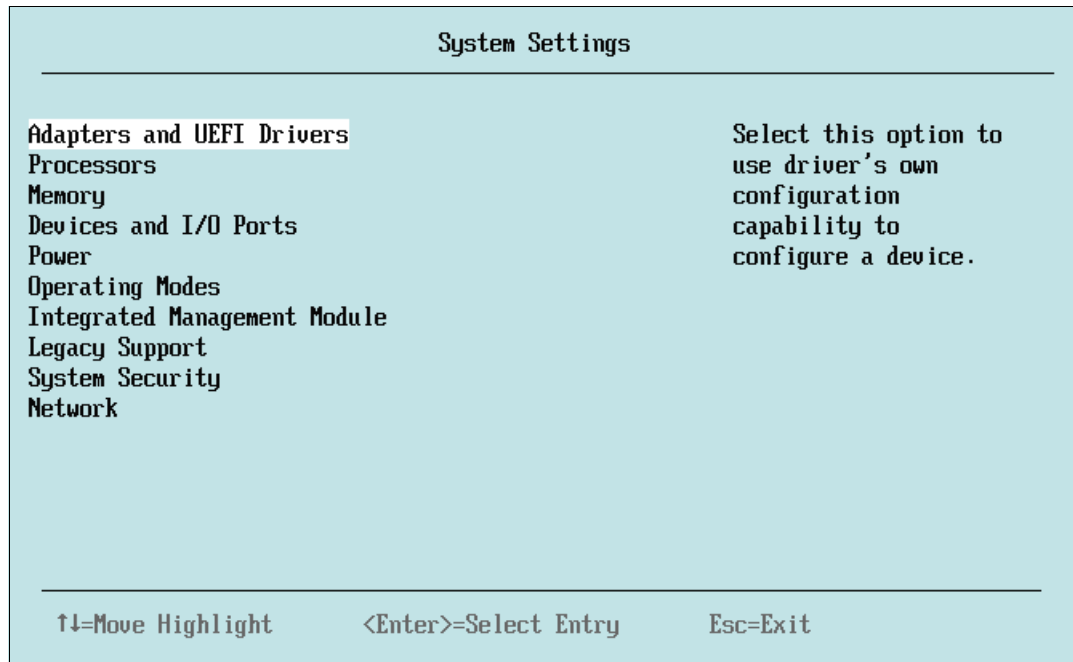 System Settings
Adapters and UEFI Drivers
Processors
Memory
Devices and I/O Ports
Power
Operating Modes
Integrated Management Module
Legacy Support
System Security
Network
Select this option to
use driver's own
configuration
capability to
configure a device.
↑↓=Move Highlight <Enter>=Select Entry Esc=Exit